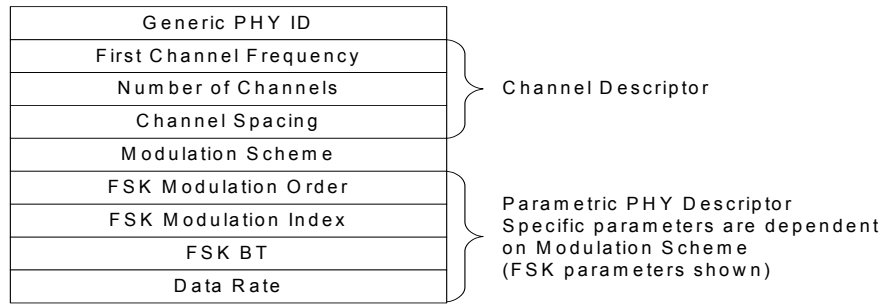 Generic PHY ID
First Channel Frequency
Number of Channels
Channel Spacing
Channel Descriptor
Modulation Scheme
FSK Modulation Order
FSK Modulation Index
FSK BT
Data Rate
Parametric PHY Descriptor
Specific parameters are dependent
on Modulation Scheme
(FSK parameters shown)